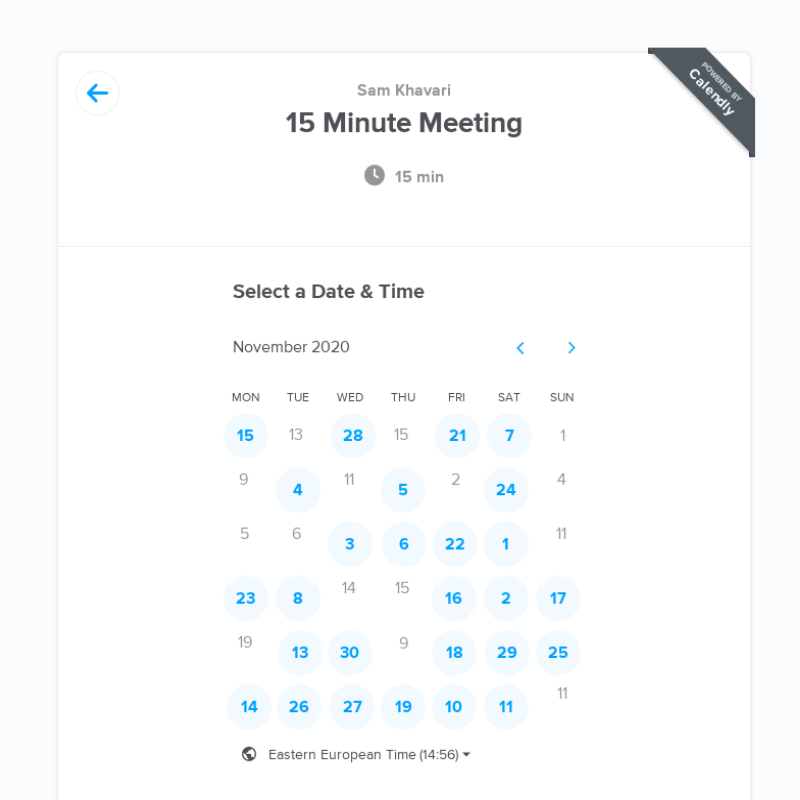 POWERED BY
Calendly
Sam Khavari
15 Minute Meeting
15 min
Select a Date & Time
November 2020
MON TUE WED THU FRI SAT SUN
15 13 28 15 21 7 1
9 4 11 5 2 24 4
5 6 3 6 22 1 11
23 8 14 15 16 2 17
19 13 30 9 18 29 25
14 26 27 19 10 11 11
Eastern European Time (14:56)